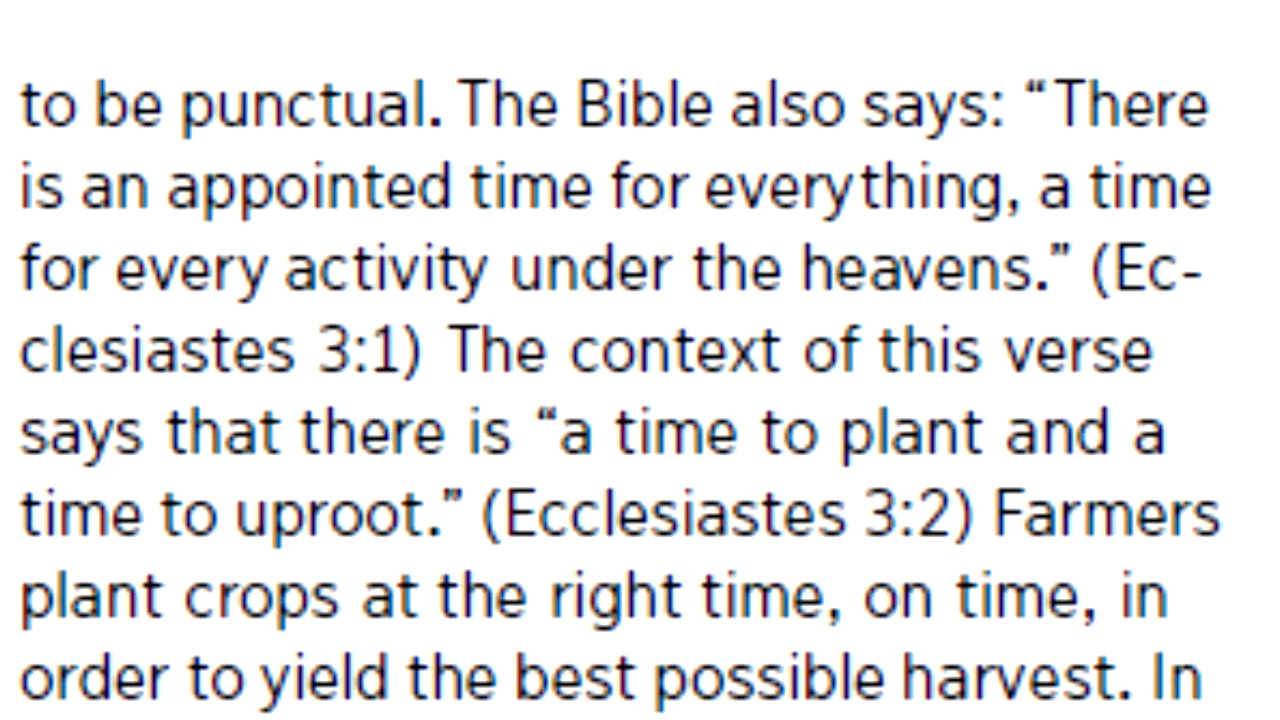 to be punctual. The Bible also says: “There
is an appointed time for everything, a time
for every activity under the heavens.” (Ec-
clesiastes 3:1) The context of this verse
says that there is “a time to plant and a
time to uproot.” (Ecclesiastes 3:2) Farmers
plant crops at the right time, on time, in
order to yield the best possible harvest. In